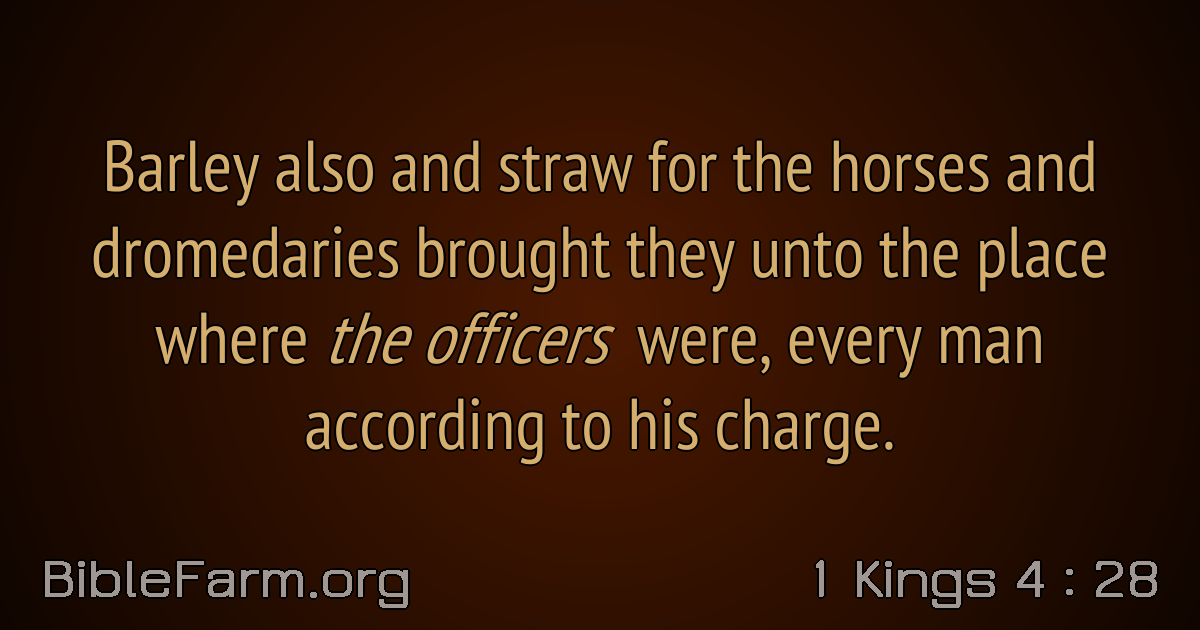 Barley also and straw for the horses and
dromedaries brought they unto the place
where the officers were, every man
according to his charge.
BibleFarm.org
1 Kings 4 : 28